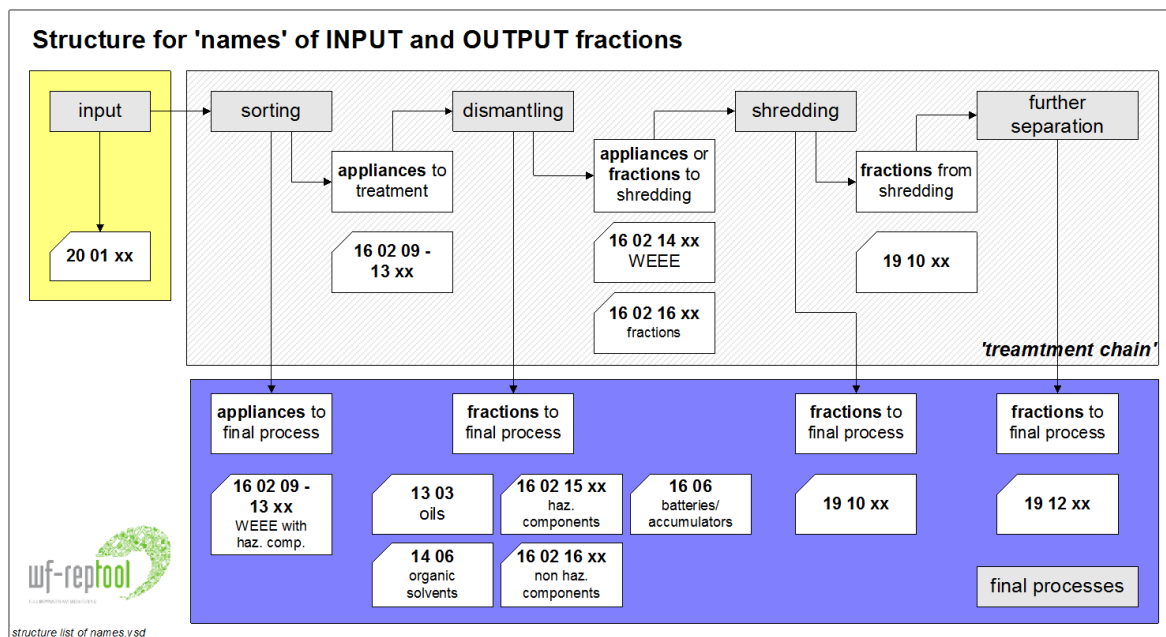 Structure for 'names' of INPUT and OUTPUT fractions
input
sorting
dismantling
shredding
further
separation
appliances to
treatment
appliances or
fractions to
shredding
fractions from
shredding
20 01 xx
16 02 09 -
13 xx
16 02 14 xx
WEEE
16 02 16 xx
fractions
19 10 xx
'treamtment chain'
appliances to
final process
fractions to
final process
fractions to
final process
fractions to
final process
16 02 09 -
13 xx
WEEE with
haz. comp.
13 03
oils
16 02 15 xx
haz.
components
16 06
batteries/
accumulators
19 10 xx
19 12 xx
14 06
organic
solvents
16 02 16 xx
non haz.
components
final processes
wf-reptool
structure list of names.vsd